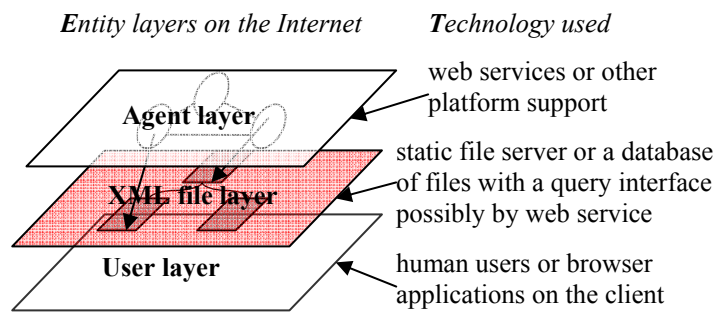 Entity layers on the Internet
Technology used
web services or other
platform support
Agent layer
static file server or a database
of files with a query interface
possibly by web service
XML file layer
User layer
human users or browser
applications on the client